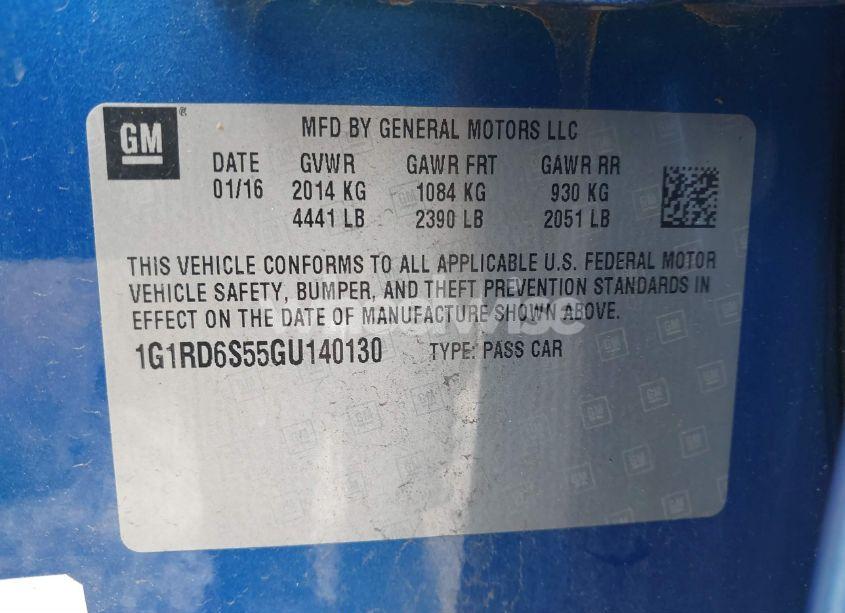 GM ®
MFD BY GENERAL MOTORS LLC
DATE GVWR GAWR FRT GAWR RR
01/16 2014 KG 1084 KG 930 KG
4441 LB 2390 LB 2051 LB
THIS VEHICLE CONFORMS TO ALL APPLICABLE U.S. FEDERAL MOTOR
VEHICLE SAFETY, BUMPER, AND THEFT PREVENTION STANDARDS IN
EFFECT ON THE DATE OF MANUFACTURE SHOWN ABOVE.
1G1RD6S55GU140130 TYPE: PASS CAR